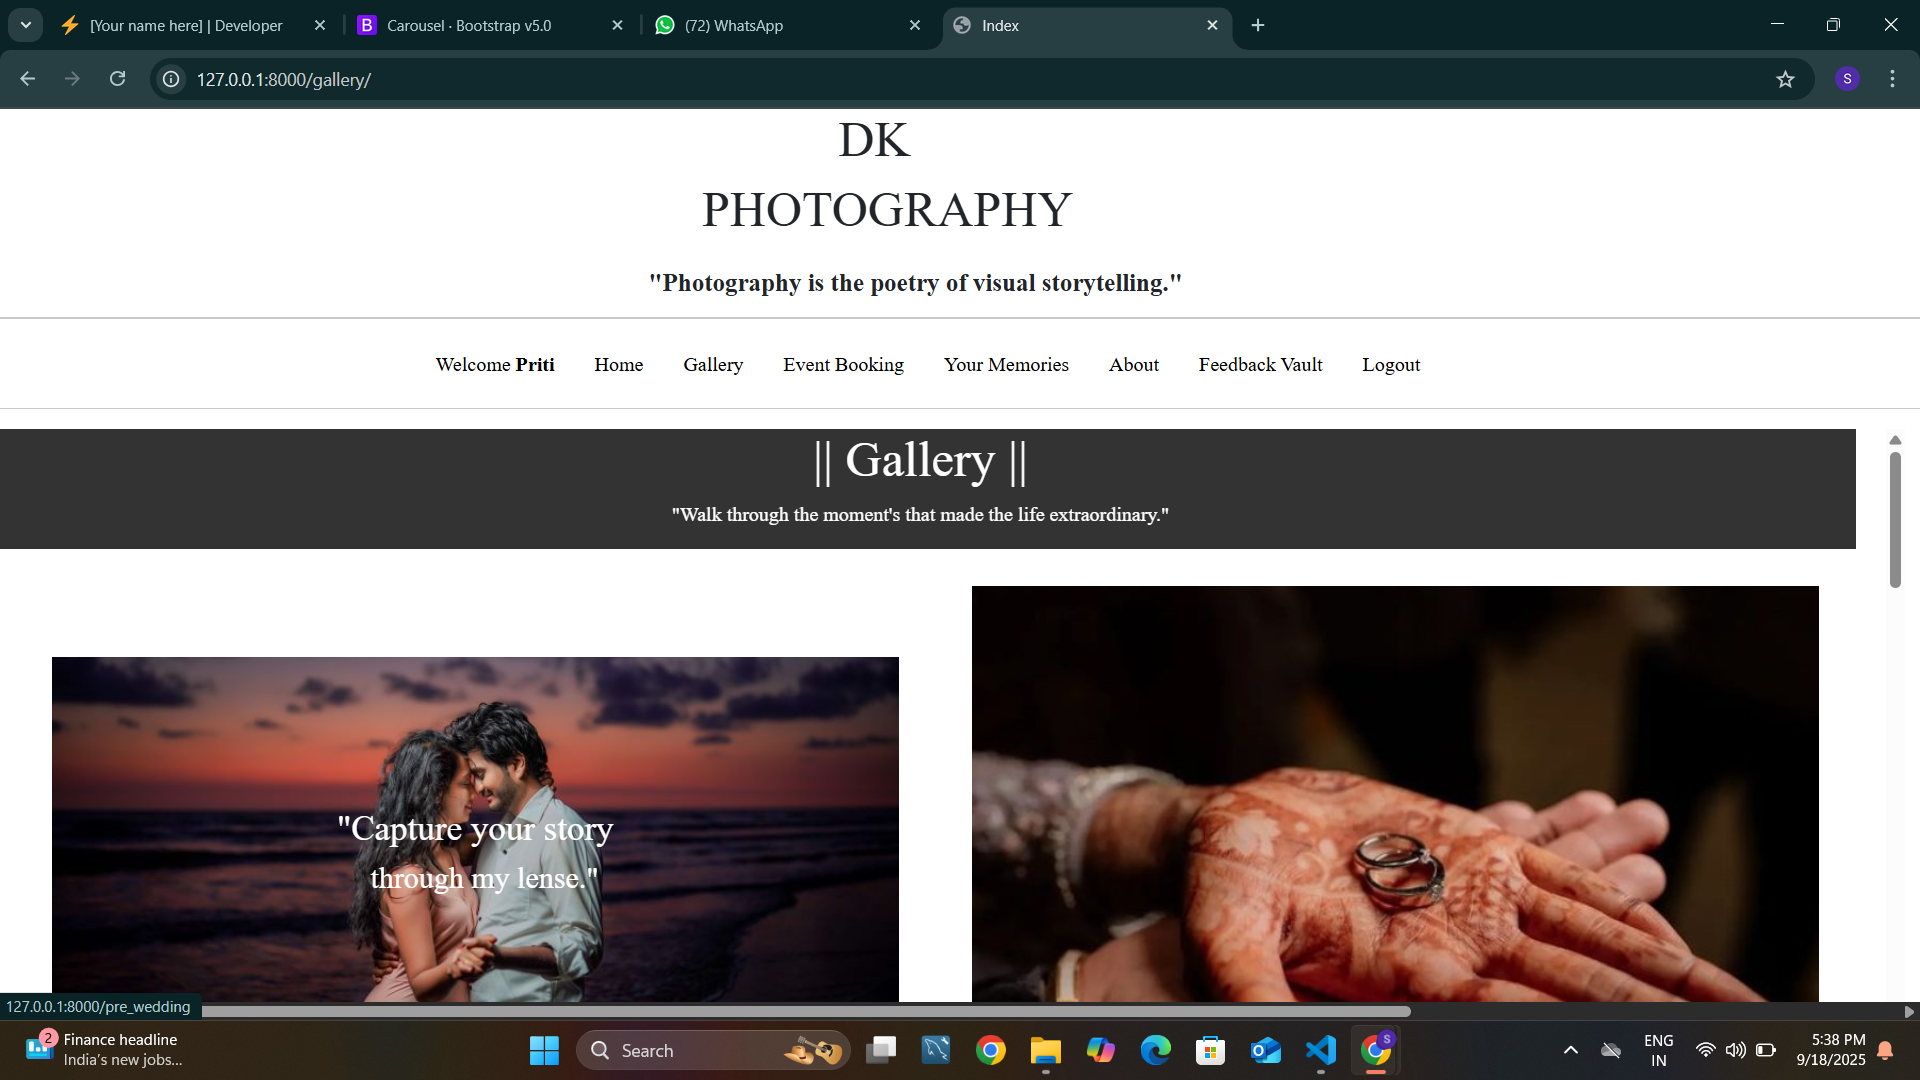 [Your name here] | Developer
Carousel · Bootstrap v5.0
(72) WhatsApp
Index
127.0.0.1:8000/gallery/
S
DK
PHOTOGRAPHY
"Photography is the poetry of visual storytelling."
Welcome Priti Home Gallery Event Booking Your Memories About Feedback Vault Logout
|| Gallery ||
"Walk through the moment's that made the life extraordinary."
"Capture your story
through my lense."
127.0.0.1:8000/pre_wedding
2
Finance headline
India's new jobs...
Search
S
ENG
IN
5:38 PM
9/18/2025